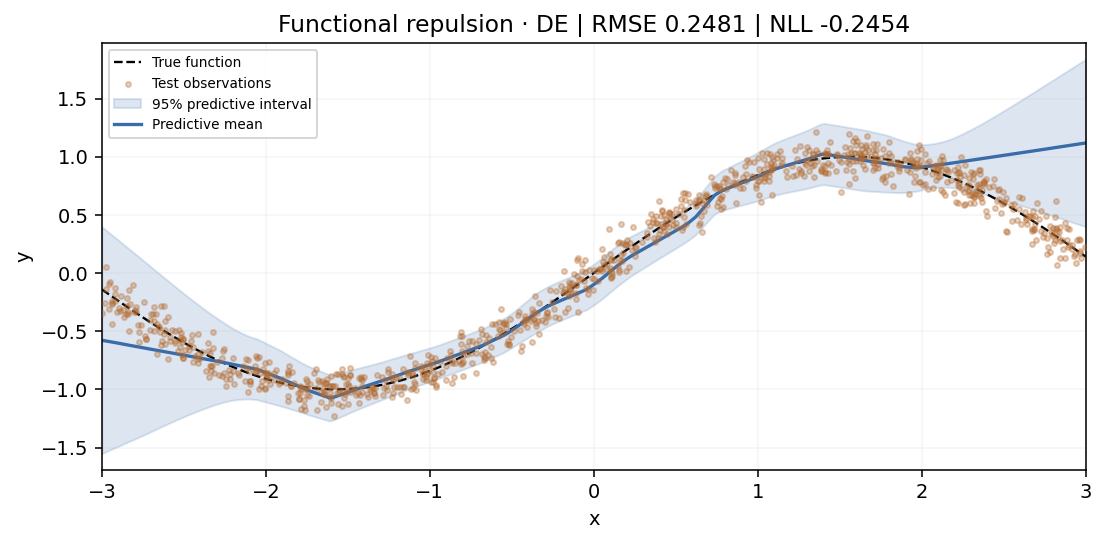 Functional repulsion · DE | RMSE 0.2481 | NLL -0.2454
True function
Test observations
95% predictive interval
Predictive mean
1.5
1.0
0.5
0.0
−0.5
−1.0
−1.5
y
−3
−2
−1
0
1
2
3
x